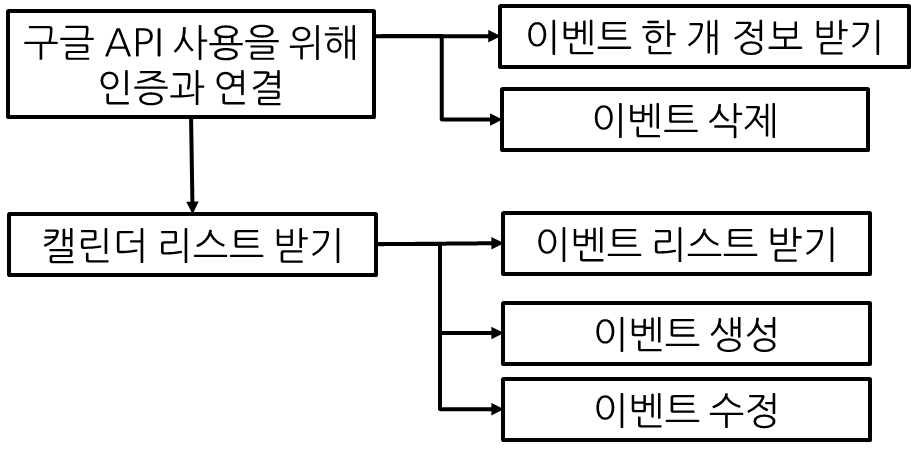 구글 API 사용을 위해
인증과 연결
이벤트 한 개 정보 받기
이벤트 삭제
캘린더 리스트 받기
이벤트 리스트 받기
이벤트 생성
이벤트 수정